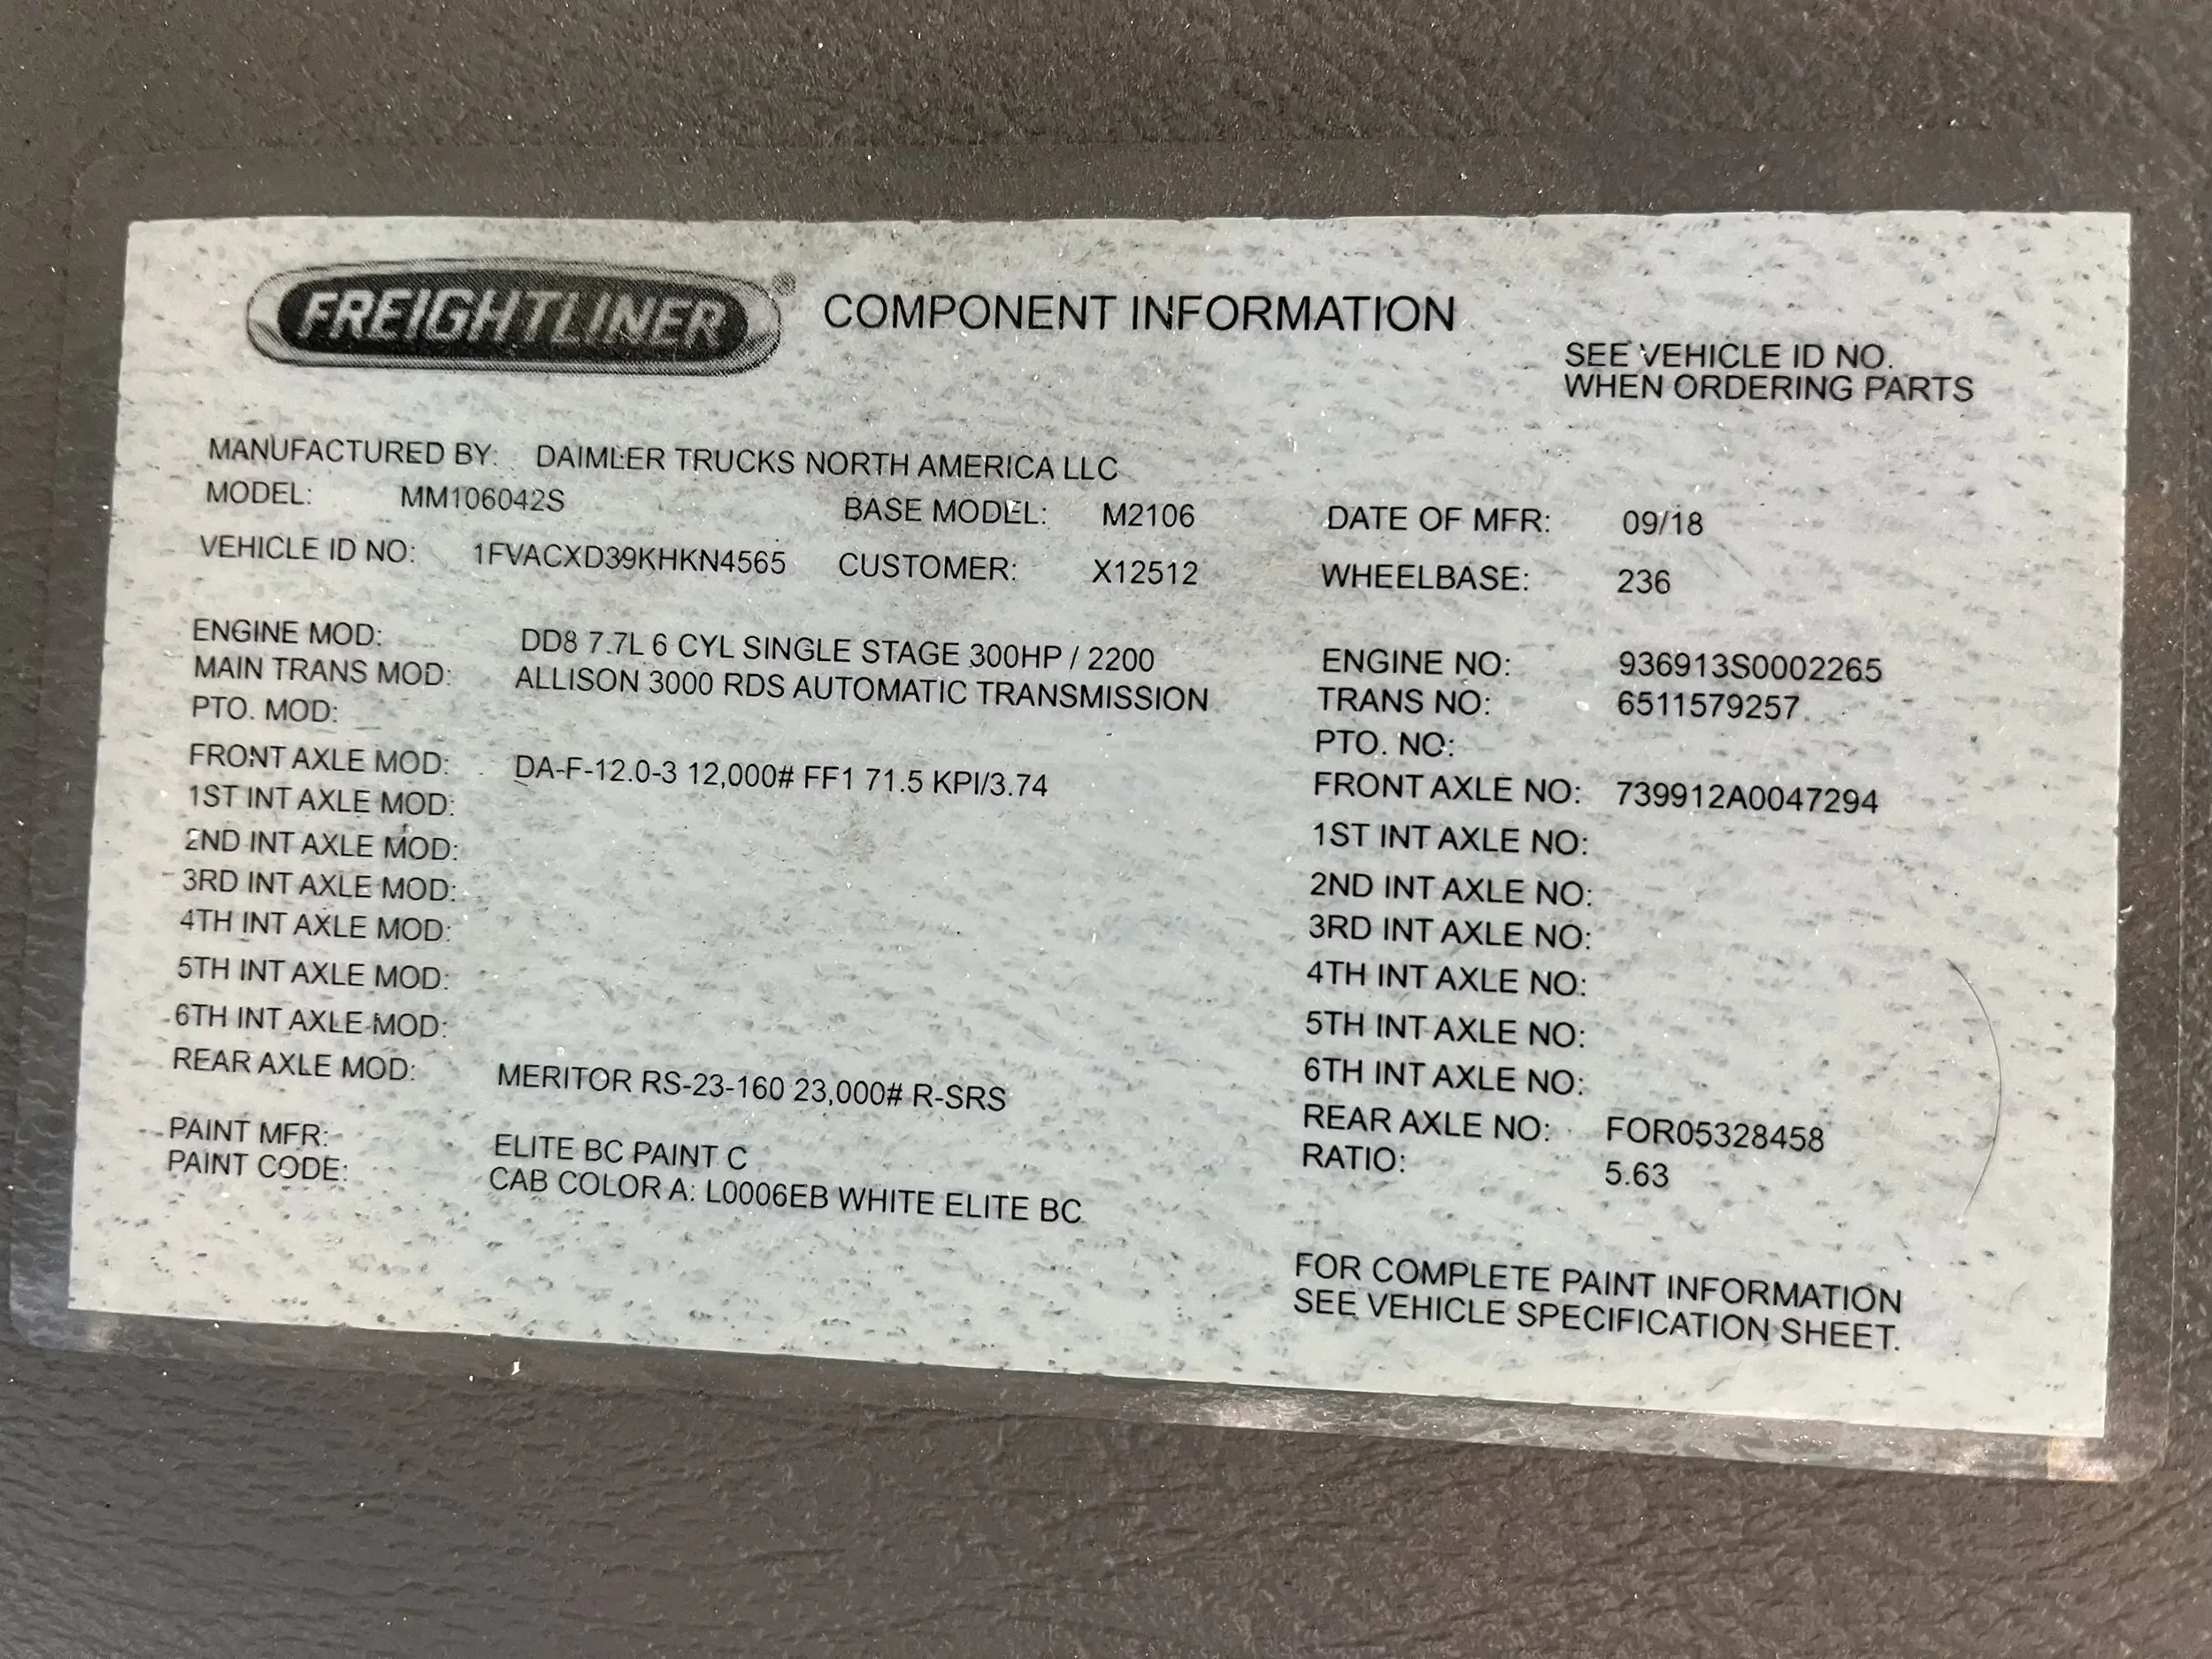 FREIGHTLINER® COMPONENT INFORMATION
SEE VEHICLE ID NO.
WHEN ORDERING PARTS
MANUFACTURED BY: DAIMLER TRUCKS NORTH AMERICA LLC
MODEL: MM106042S BASE MODEL: M2106 DATE OF MFR: 09/18
VEHICLE ID NO: 1FVACXD39KHKN4565 CUSTOMER: X12512 WHEELBASE: 236
ENGINE MOD: DD8 7.7L 6 CYL SINGLE STAGE 300HP / 2200 ENGINE NO: 936913S0002265
MAIN TRANS MOD: ALLISON 3000 RDS AUTOMATIC TRANSMISSION TRANS NO: 6511579257
PTO. MOD: PTO. NO:
FRONT AXLE MOD: DA-F-12.0-3 12,000# FF1 71.5 KPI/3.74 FRONT AXLE NO: 739912A0047294
1ST INT AXLE MOD: 1ST INT AXLE NO:
2ND INT AXLE MOD: 2ND INT AXLE NO:
3RD INT AXLE MOD: 3RD INT AXLE NO:
4TH INT AXLE MOD: 4TH INT AXLE NO:
5TH INT AXLE MOD: 5TH INT AXLE NO:
6TH INT AXLE MOD: 6TH INT AXLE NO:
REAR AXLE MOD: MERITOR RS-23-160 23,000# R-SRS REAR AXLE NO: FOR05328458
RATIO: 5.63
PAINT MFR: ELITE BC PAINT C
PAINT CODE: CAB COLOR A: L0006EB WHITE ELITE BC
FOR COMPLETE PAINT INFORMATION
SEE VEHICLE SPECIFICATION SHEET.